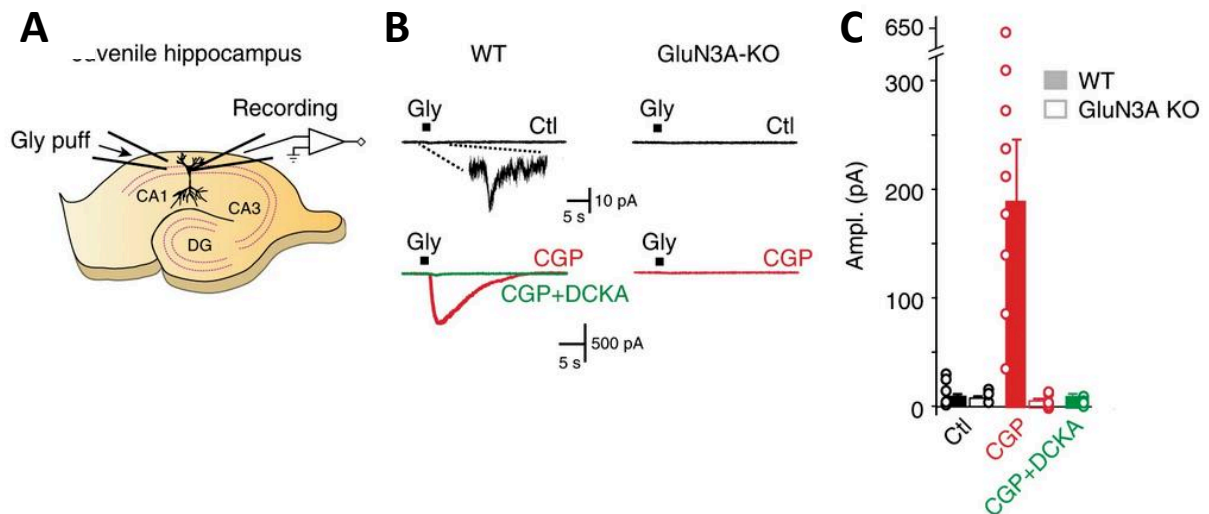 A
B
C
hippocampus
Recording
Gly puff
CA1
CA3
DG
WT
GluN3A-KO
Gly
Ctl
Gly
Ctl
10 pA
5 s
Gly
CGP
CGP+DCKA
Gly
CGP
500 pA
5 s
650
300
200
100
0
Ampl. (pA)
WT
GluN3A KO
Ctl
CGP
CGP+DCKA